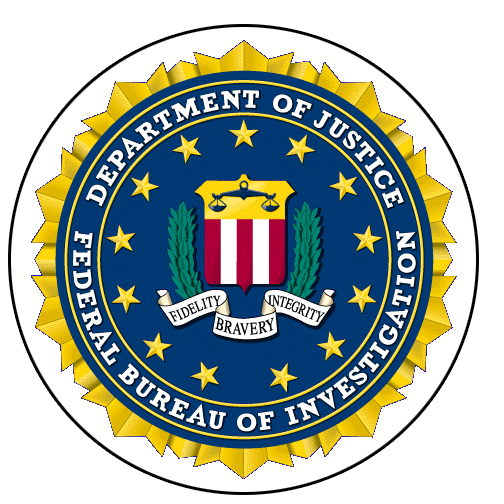 DEPARTMENT OF JUSTICE
FEDERAL BUREAU OF INVESTIGATION
FIDELITY
BRAVERY
INTEGRITY